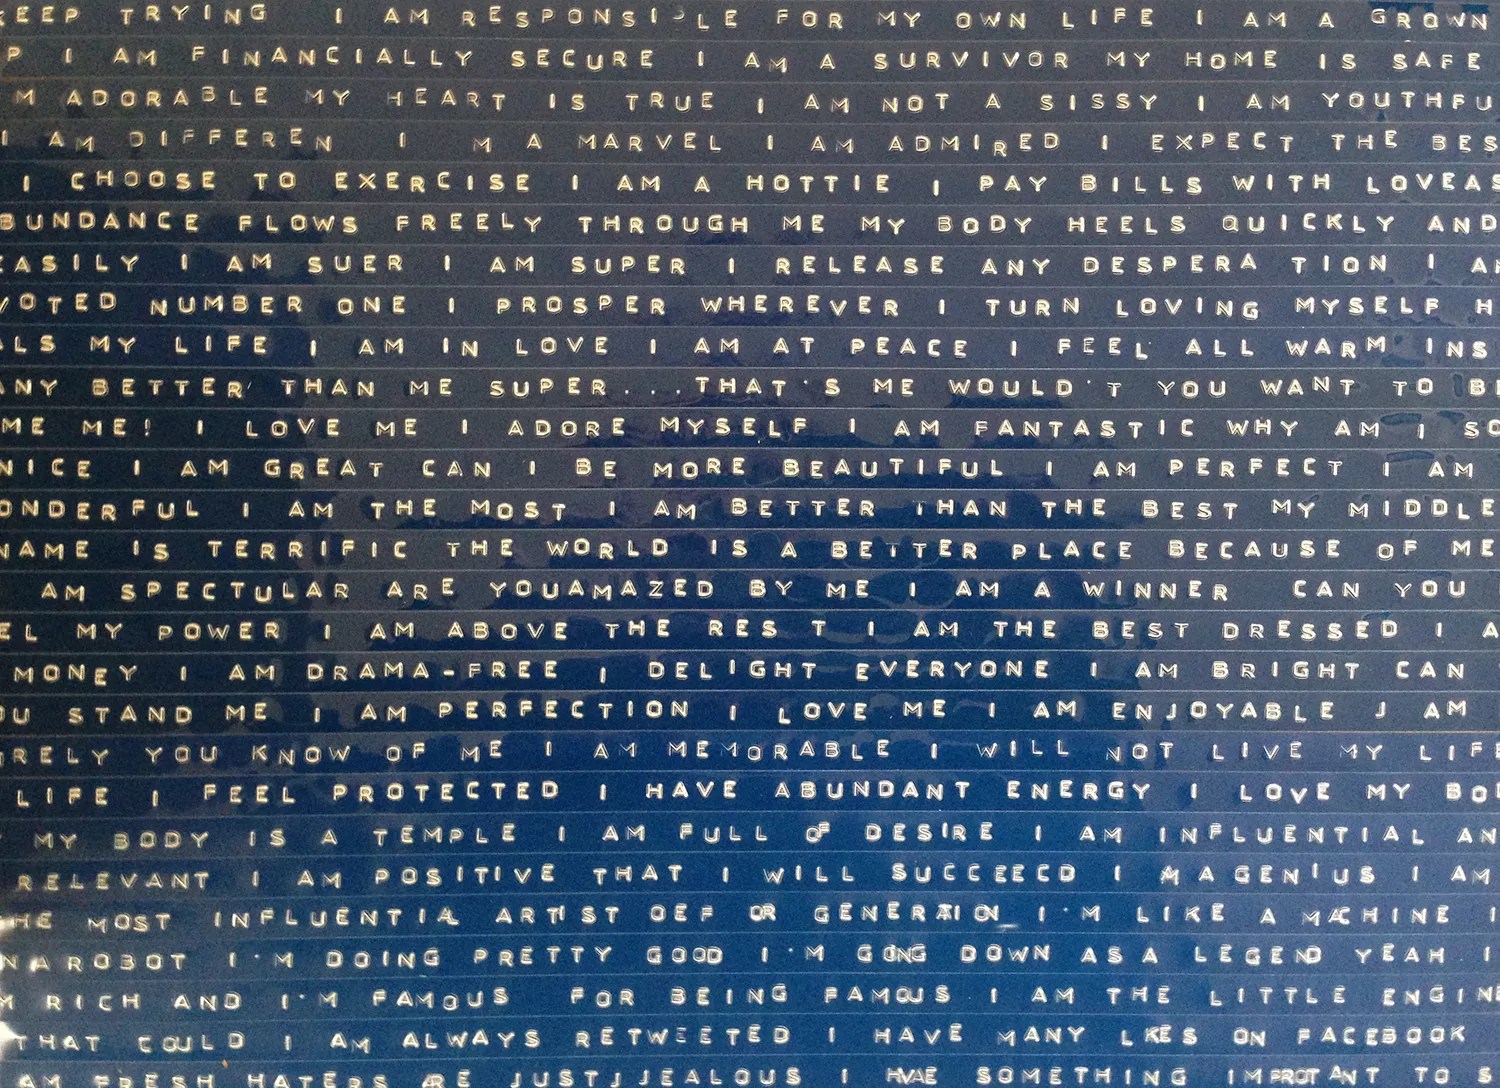 KEEP TRYING I AM RESPONSIBLE FOR MY OWN LIFE I AM A GROWN
P I AM FINANCIALLY SECURE I AM A SURVIVOR MY HOME IS SAFE
M ADORABLE MY HEART IS TRUE I AM NOT A SISSY I AM YOUTHFU
I AM DIFFEREN I M A MARVEL I AM ADMIRED I EXPECT THE BES
I CHOOSE TO EXERCISE I AM A HOTTIE I PAY BILLS WITH LOVEAS
BUNDANCE FLOWS FREELY THROUGH ME MY BODY HEELS QUICKLY AND
EASILY I AM SUER I AM SUPER I RELEASE ANY DESPERA TION I AM
VOTED NUMBER ONE I PROSPER WHEREVER I TURN LOVING MYSELF H
ALS MY LIFE I AM IN LOVE I AM AT PEACE I FEEL ALL WARM INS
ANY BETTER THAN ME SUPER...THAT'S ME WOULD'T YOU WANT TO BE
ME ME! I LOVE ME I ADORE MYSELF I AM FANTASTIC WHY AM I SO
NICE I AM GREAT CAN I BE MORE BEAUTIFUL I AM PERFECT I AM
ONDERFUL I AM THE MOST I AM BETTER THAN THE BEST MY MIDDLE
NAME IS TERRIFIC THE WORLD IS A BETTER PLACE BECAUSE OF ME
AM SPECTULAR ARE YOUAMAZED BY ME I AM A WINNER CAN YOU
EL MY POWER I AM ABOVE THE RES T I AM THE BEST DRESSED I A
MONEY I AM DRAMA-FREE I DELIGHT EVERYONE I AM BRIGHT CAN
OU STAND ME I AM PERFECTION I LOVE ME I AM ENJOYABLE J AM
RELY YOU KNOW OF ME I AM MEMORABLE I WILL NOT LIVE MY LIFE
LIFE I FEEL PROTECTED I HAVE ABUNDANT ENERGY I LOVE MY BOD
MY BODY IS A TEMPLE I AM FULL OF DESIRE I AM INFLUENTIAL AN
RELEVANT I AM POSITIVE THAT I WILL SUCCEECD I M AGENIUS I AM
HE MOST INFLUENTIAL ARTIST OEF OR GENERATION I'M LIKE A MACHINE I
NAROBOT I'M DOING PRETTY GOOD I'M GOING DOWN AS A LEGEND YEAH I
M RICH AND I'M FAMOUS FOR BEING FAMOUS I AM THE LITTLE ENGINE
THAT COULD I AM ALWAYS RETWEETED I HAVE MANY LKES ON FACEBOOK
AM FRESH HATERS ARE JUSTJJEALOUS I HVAE SOMETHING IMPROTANT TO S